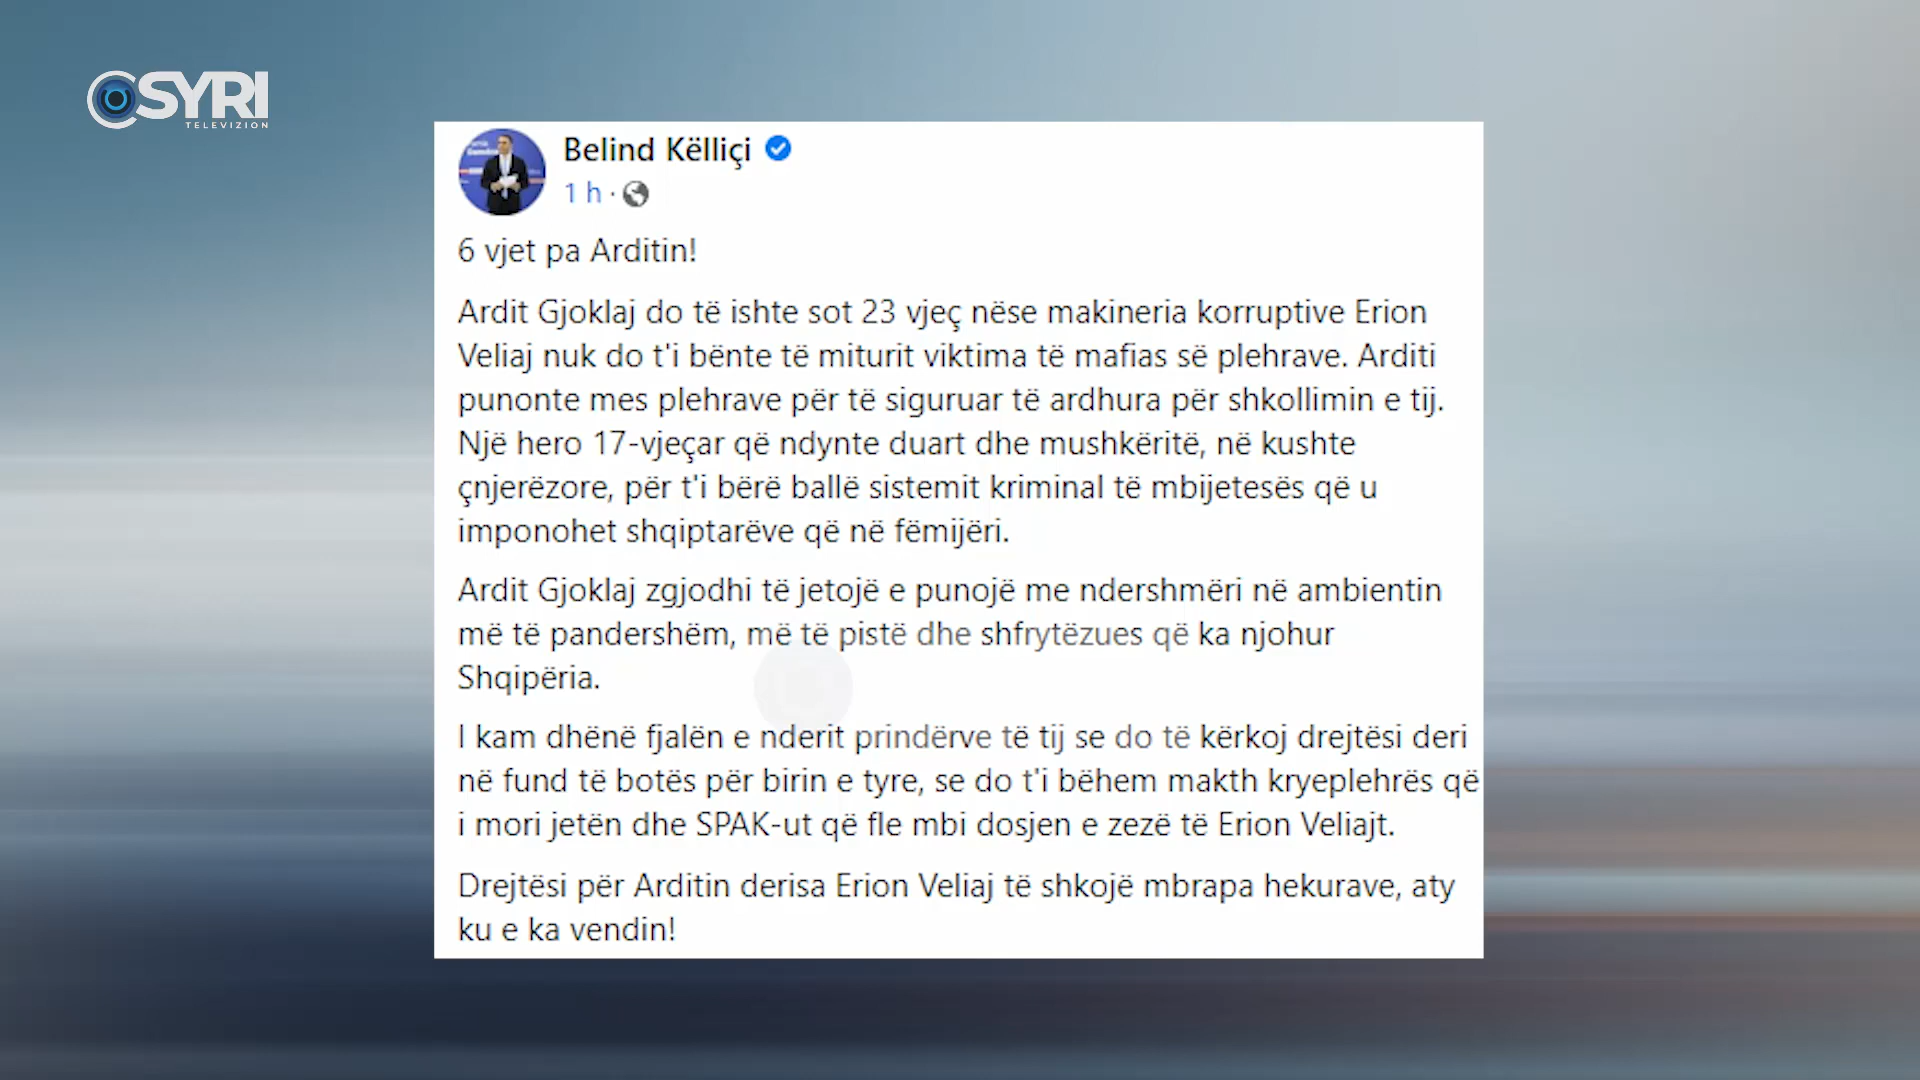 SYRI
TELEVIZION
Belind Këlliçi
1 h ·
6 vjet pa Arditin!
Ardit Gjoklaj do të ishte sot 23 vjeç nëse makineria korruptive Erion
Veliaj nuk do t'i bënte të miturit viktima të mafias së plehrave. Arditi
punonte mes plehrave për të siguruar të ardhura për shkollimin e tij.
Një hero 17-vjeçar që ndynte duart dhe mushkëritë, në kushte
çnjerëzore, për t'i bërë ballë sistemit kriminal të mbijetesës që u
imponohet shqiptarëve që në fëmijëri.
Ardit Gjoklaj zgjodhi të jetojë e punojë me ndershmëri në ambientin
më të pandershëm, më të pistë dhe shfrytëzues që ka njohur
Shqipëria.
I kam dhënë fjalën e nderit prindërve të tij se do të kërkoj drejtësi deri
në fund të botës për birin e tyre, se do t'i bëhem makth kryeplehrës që
i mori jetën dhe SPAK-ut që fle mbi dosjen e zezë të Erion Veliajt.
Drejtësi për Arditin derisa Erion Veliaj të shkojë mbrapa hekurave, aty
ku e ka vendin!